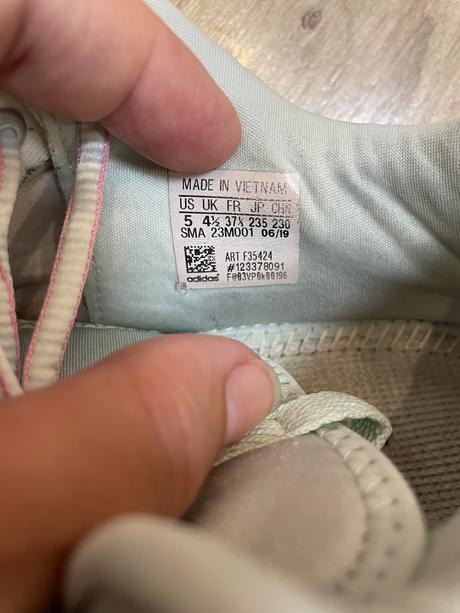 MADE IN VIETNAM
US UK FR JP CHN
5 4½ 37⅓ 235 230
SMA 23M001 06/19
ART F35424
#123378091
adidas